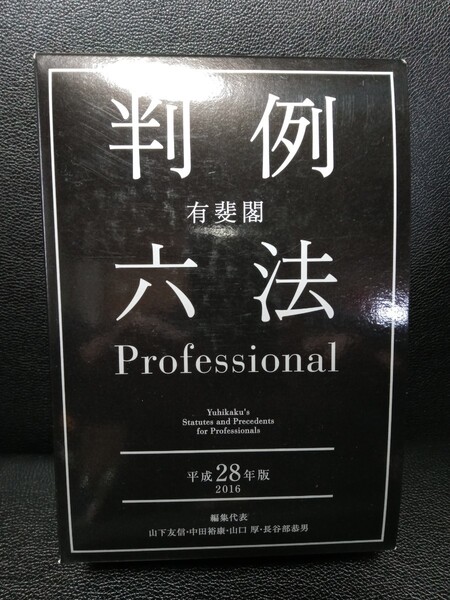 判例
有斐閣
六法
Professional
Yuhikaku's
Statutes and Precedents
for Professionals
平成28年版
2016
編集代表
山下友信・中田裕康・山口 厚・長谷部恭男